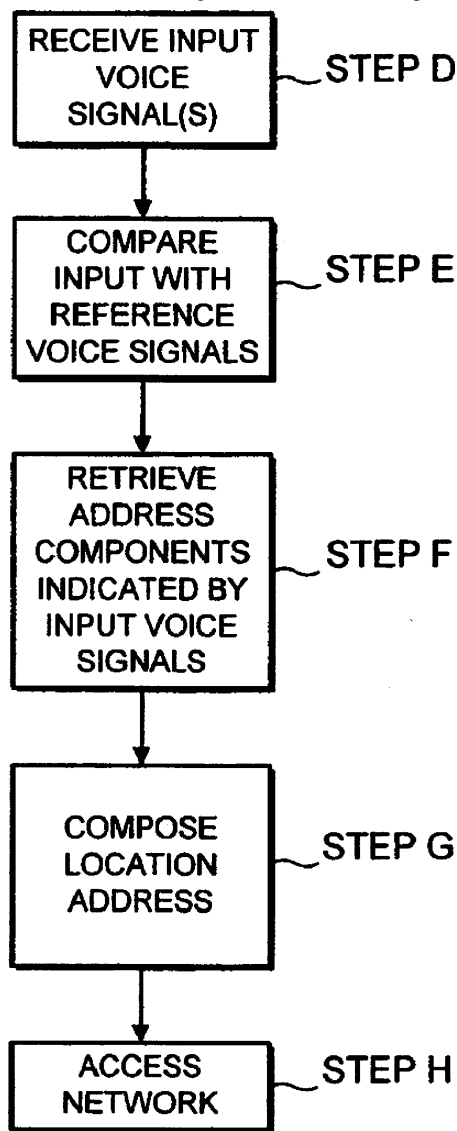 RECEIVE INPUT
VOICE
SIGNAL(S)
STEP D
COMPARE
INPUT WITH
REFERENCE
VOICE SIGNALS
STEP E
RETRIEVE
ADDRESS
COMPONENTS
INDICATED BY
INPUT VOICE
SIGNALS
STEP F
COMPOSE
LOCATION
ADDRESS
STEP G
ACCESS
NETWORK
STEP H